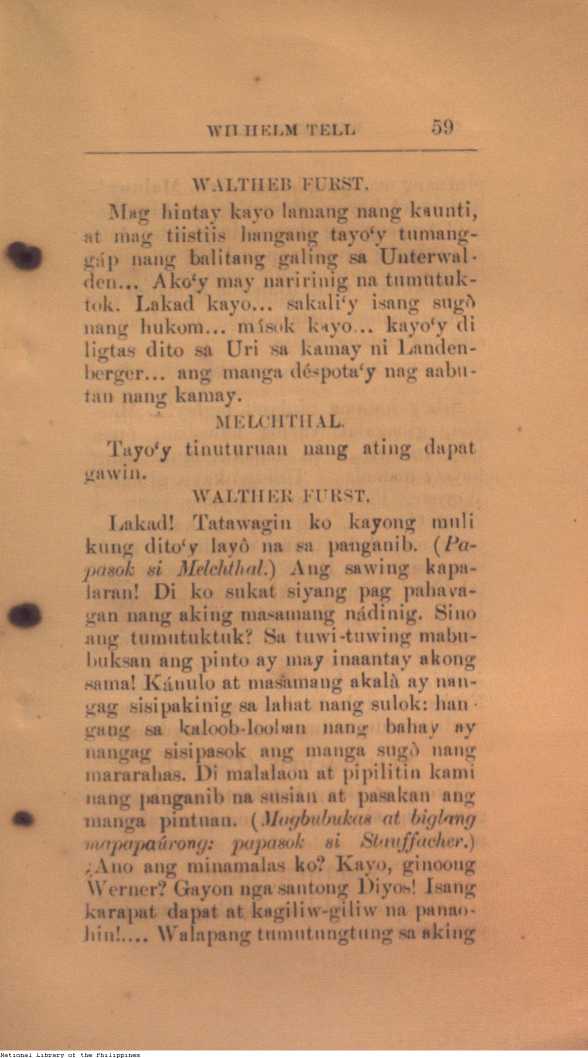 WILHELM TELL 59
WALTHEB FURST.
Mag hintay kayo lamang nang kaunti,
at mag tiistiis hangang tayo‘y tumang-
gáp nang balitang galing sa Unterwal-
den... Ako‘y may naririnig na tumutuk-
tok. Lakad kayo... sakali‘y isang sugò
nang hukom... mások kayo... kayo‘y di
ligtas dito sa Uri sa kamay ni Landen-
berger... ang manga déspota‘y nag aabu-
tan nang kamay.
MELCHTHAL.
Tayo‘y tinuturuan nang ating dapat
gawin.
WALTHER FURST.
Lakad! Tatawagin ko kayong muli
kung dito‘y layô na sa panganib. (Pa-
pasok si Melchthal.) Ang sawing kapa-
laran! Di ko sukat siyang pag pahaya-
gan nang aking masamang nádinig. Sino
ang tumutuktuk? Sa tuwi-tuwing mabu-
buksan ang pinto ay may inaantay akong
sama! Kánulo at masamang akalà ay nan-
gag sisipakinig sa lahat nang sulok: han-
gang sa kaloob-looban nang bahay ay
nangag sisipasok ang manga sugò nang
mararahas. Di malalaon at pipilitin kami
nang panganib na susian at pasakan ang
manga pintuan. (Magbubukas at biglang
mapapaúrong: papasok si Stauffacher.)
¿Ano ang minamalas ko? Kayo, ginoong
Werner? Gayon nga santong Diyos! Isang
karapat dapat at kagiliw-giliw na panao-
hin!.... Walapang tumutungtung sa aking
National Library of the Philippines